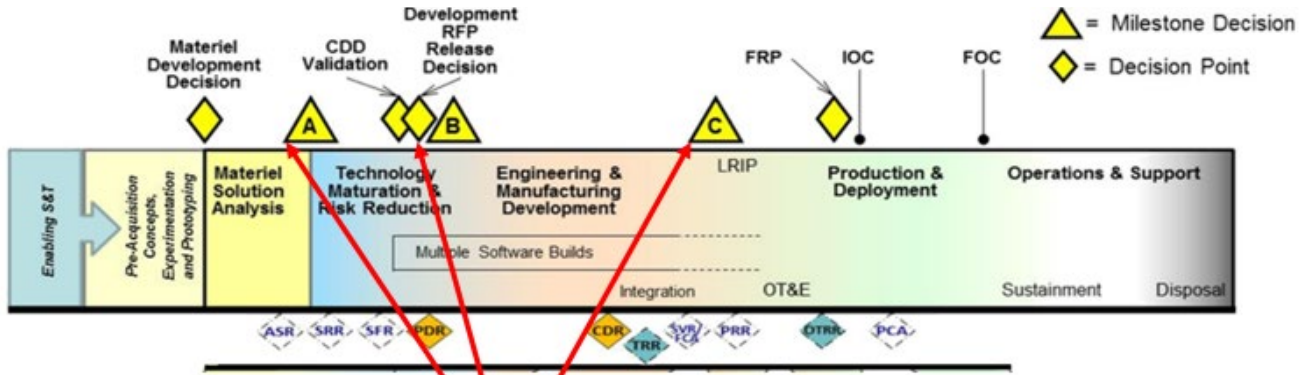 Materiel
Development
Decision
CDD
Validation
Development
RFP
Release
Decision
FRP
IOC
FOC
= Milestone Decision
= Decision Point
A
B
C
Enabling S&T
Pre-Acquisition
Concepts,
Experimentation
and Prototyping
Materiel
Solution
Analysis
Technology
Maturation &
Risk Reduction
Engineering &
Manufacturing
Development
LRIP
Production &
Deployment
Operations & Support
Multiple Software Builds
Integration
OT&E
Sustainment
Disposal
ASR
SRR
SFR
PDR
CDR
TRR
SVR/
FCA
PRR
OTRR
PCA